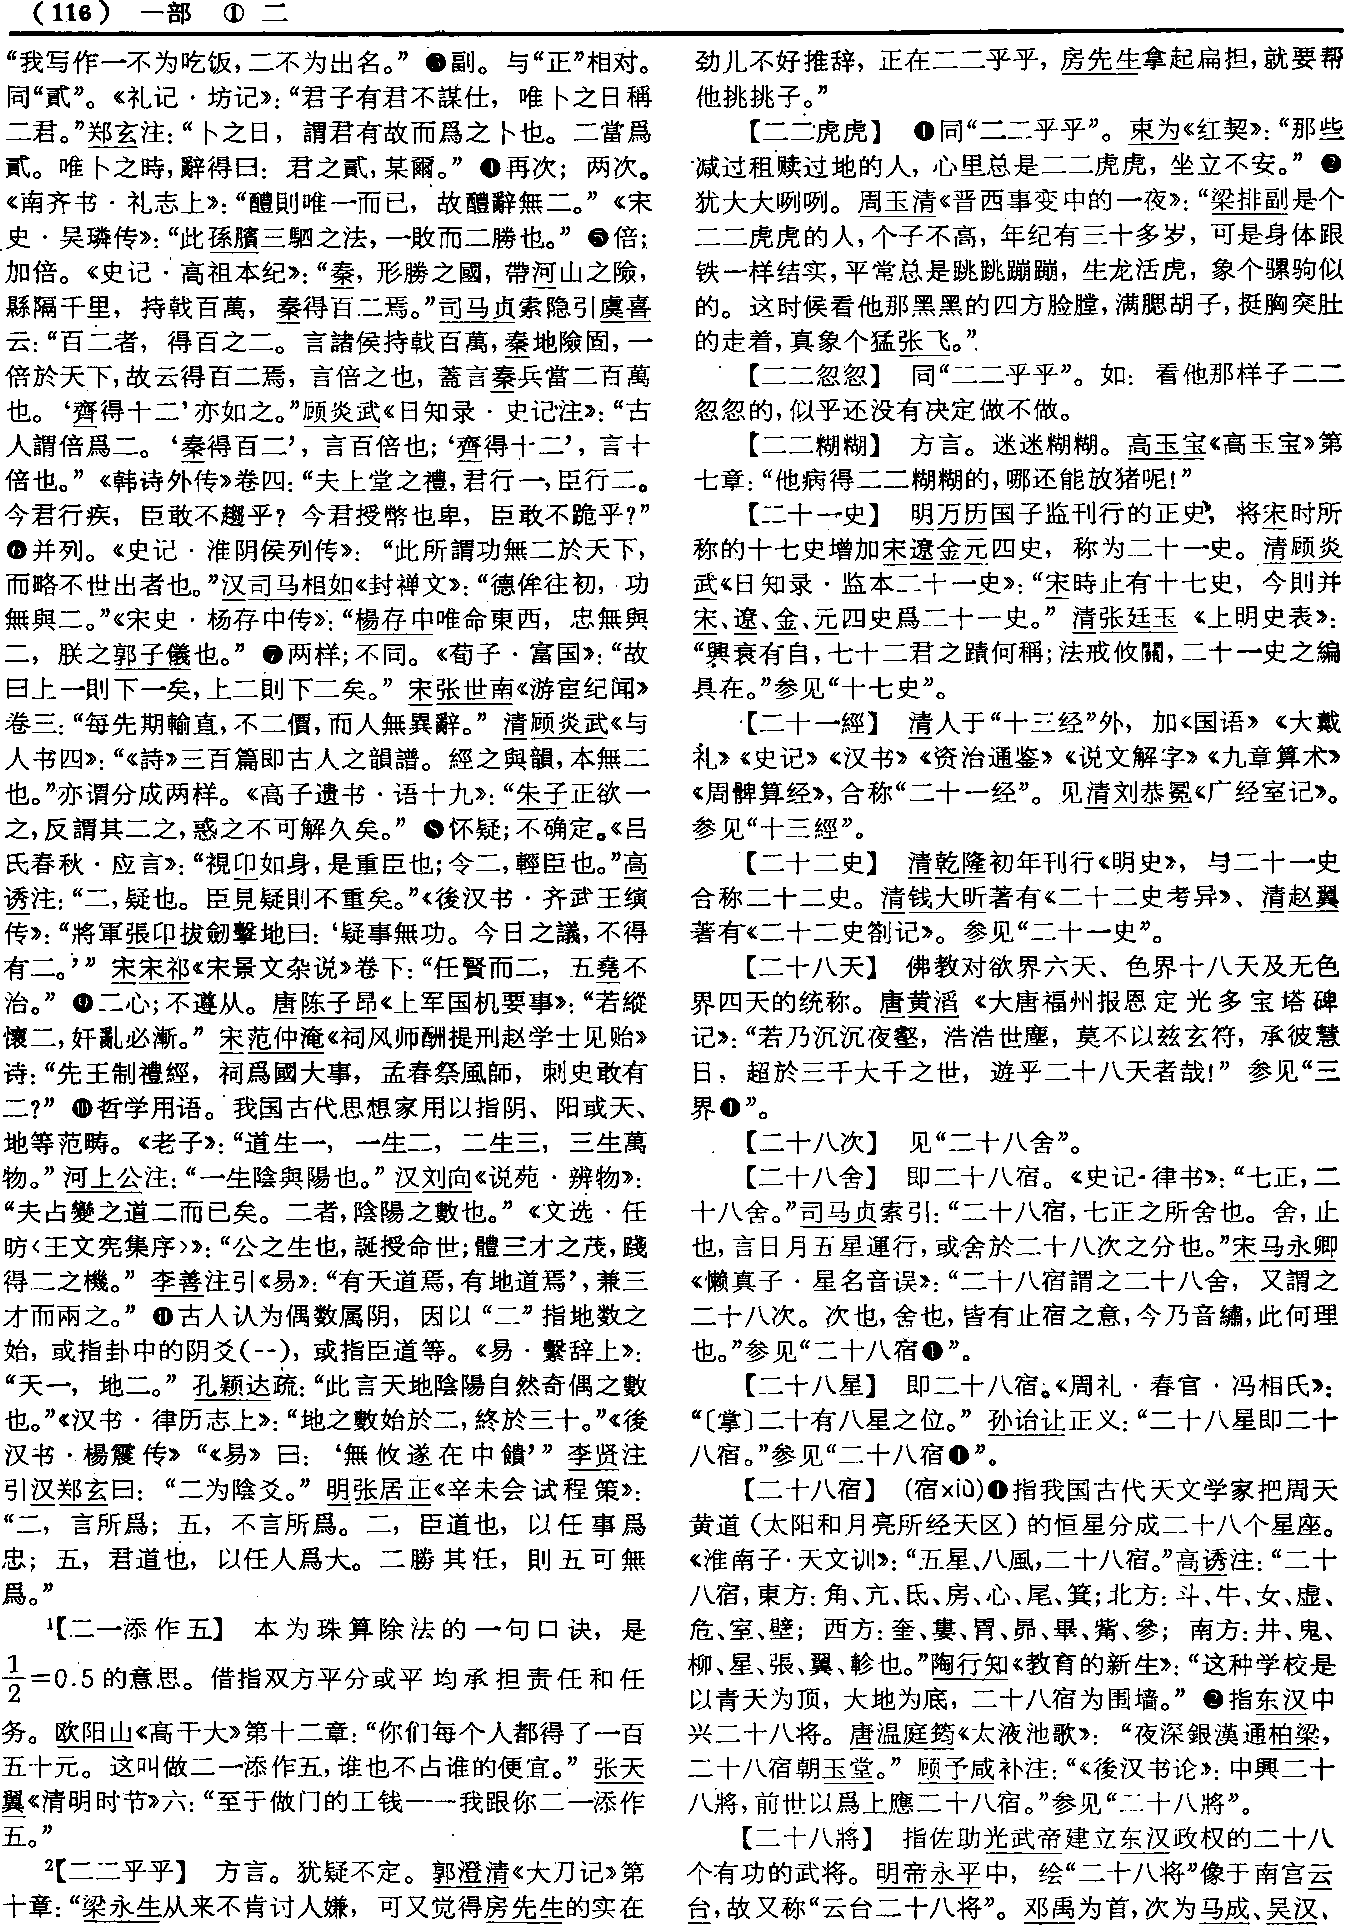 （116） 一部 ① 二
“我写作一不为吃饭，二不为出名。” ❸副。与“正”相对。
同“貳”。《礼记·坊记》：“君子有君不謀仕，唯卜之日稱
二君。”郑玄注：“卜之日，謂君有故而爲之卜也。二當爲
貳。唯卜之時，辭得曰：君之貳，某爾。” ❹再次；两次。
《南齐书·礼志上》：“醴則唯一而已，故醴辭無二。” 《宋
史·吴璘传》：“此孫臏三駟之法，一敗而二勝也。” ❺倍；
加倍。《史记·高祖本纪》：“秦，形勝之國，帶河山之險，
縣隔千里，持戟百萬，秦得百二焉。”司马贞索隐引虞喜
云：“百二者，得百之二。言諸侯持戟百萬，秦地險固，一
倍於天下，故云得百二焉，言倍之也，蓋言秦兵當二百萬
也。‘齊得十二’亦如之。”顾炎武《日知录·史记注》：“古
人謂倍爲二。‘秦得百二’，言百倍也；‘齊得十二’，言十
倍也。” 《韩诗外传》卷四：“夫上堂之禮，君行一，臣行二。
今君行疾，臣敢不趨乎？今君授幣也卑，臣敢不跪乎？”
❻并列。《史记·淮阴侯列传》：“此所謂功無二於天下，
而略不世出者也。”汉司马相如《封禅文》：“德侔往初，功
無與二。”《宋史·杨存中传》：“楊存中唯命東西，忠無與
二，朕之郭子儀也。” ❼两样；不同。《荀子·富国》：“故
曰上一則下一矣，上二則下二矣。” 宋张世南《游宦纪闻》
卷三：“每先期輸直，不二價，而人無異辭。” 清顾炎武《与
人书四》：“《詩》三百篇即古人之韻譜。經之與韻，本無二
也。”亦谓分成两样。《高子遗书·语十九》：“朱子正欲一
之，反謂其二之，惑之不可解久矣。” ❽怀疑；不确定。《吕
氏春秋·应言》：“視卬如身，是重臣也；令二，輕臣也。”高
诱注：“二，疑也。臣見疑則不重矣。”《後汉书·齐武王縯
传》：“將軍張卬拔劒擊地曰：‘疑事無功。今日之議，不得
有二。’” 宋宋祁《宋景文杂说》卷下：“任賢而二，五堯不
治。” ❾二心；不遵从。唐陈子昂《上军国机要事》：“若縱
懷二，奸亂必漸。” 宋范仲淹《祠风师酬提刑赵学士见贻》
诗：“先王制禮經，祠爲國大事，孟春祭風師，刺史敢有
二？” ❿哲学用语。我国古代思想家用以指阴、阳或天、
地等范畴。《老子》：“道生一，一生二，二生三，三生萬
物。”河上公注：“一生陰與陽也。”汉刘向《说苑·辨物》：
“夫占變之道二而已矣。二者，陰陽之數也。” 《文选·任
昉〈王文宪集序〉》：“公之生也，誕授命世；體三才之茂，踐
得二之機。” 李善注引《易》：“有天道焉，有地道焉’，兼三
才而兩之。” ⓫古人认为偶数属阴，因以“二”指地数之
始，或指卦中的阴爻(--)，或指臣道等。《易·繫辞上》：
“天一，地二。” 孔颖达疏：“此言天地陰陽自然奇偶之數
也。”《汉书·律历志上》：“地之數始於二，終於三十。”《後
汉书·楊震传》“《易》曰：‘無攸遂在中饋’” 李贤注
引汉郑玄曰：“二为陰爻。” 明张居正《辛未会试程策》：
“二，言所爲；五，不言所爲。二，臣道也，以任事爲
忠；五，君道也，以任人爲大。二勝其任，則五可無
爲。”
¹【二一添作五】 本为珠算除法的一句口诀，是
1/2=0.5的意思。借指双方平分或平均承担责任和任
务。欧阳山《高干大》第十二章：“你们每个人都得了一百
五十元。这叫做二一添作五，谁也不占谁的便宜。” 张天
翼《清明时节》六：“至于做门的工钱——我跟你二一添作
五。”
²【二二乎乎】 方言。犹疑不定。郭澄清《大刀记》第
十章：“梁永生从来不肯讨人嫌，可又觉得房先生的实在
劲儿不好推辞，正在二二乎乎，房先生拿起扁担，就要帮
他挑挑子。”
【二二虎虎】 ❶同“二二乎乎”。束为《红契》：“那些
减过租赎过地的人，心里总是二二虎虎，坐立不安。” ❷
犹大大咧咧。周玉清《晋西事变中的一夜》：“梁排副是个
二二虎虎的人，个子不高，年纪有三十多岁，可是身体跟
铁一样结实，平常总是跳跳蹦蹦，生龙活虎，象个骡驹似
的。这时候看他那黑黑的四方脸膛，满腮胡子，挺胸突肚
的走着，真象个猛张飞。”
【二二忽忽】 同“二二乎乎”。如：看他那样子二二
忽忽的，似乎还没有决定做不做。
【二二糊糊】 方言。迷迷糊糊。高玉宝《高玉宝》第
七章：“他病得二二糊糊的，哪还能放猪呢！”
【二十一史】 明万历国子监刊行的正史，将宋时所
称的十七史增加宋遼金元四史，称为二十一史。清顾炎
武《日知录·监本二十一史》：“宋時止有十七史，今則并
宋、遼、金、元四史爲二十一史。” 清张廷玉《上明史表》：
“興衰有自，七十二君之蹟何稱；法戒攸關，二十一史之編
具在。”参见“十七史”。
【二十一經】 清人于“十三经”外，加《国语》《大戴
礼》《史记》《汉书》《资治通鉴》《说文解字》《九章算术》
《周髀算经》，合称“二十一经”。见清刘恭冕《广经室记》。
参见“十三經”。
【二十二史】 清乾隆初年刊行《明史》，与二十一史
合称二十二史。清钱大昕著有《二十二史考异》、清赵翼
著有《二十二史劄记》。参见“二十一史”。
【二十八天】 佛教对欲界六天、色界十八天及无色
界四天的统称。唐黄滔《大唐福州报恩定光多宝塔碑
记》：“若乃沉沉夜壑，浩浩世塵，莫不以兹玄符，承彼慧
日，超於三千大千之世，遊乎二十八天者哉！” 参见“三
界❶”。
【二十八次】 见“二十八舍”。
【二十八舍】 即二十八宿。《史记·律书》：“七正，二
十八舍。”司马贞索引：“二十八宿，七正之所舍也。舍，止
也，言日月五星運行，或舍於二十八次之分也。”宋马永卿
《懒真子·星名音误》：“二十八宿謂之二十八舍，又謂之
二十八次。次也，舍也，皆有止宿之意，今乃音繡，此何理
也。”参见“二十八宿❶”。
【二十八星】 即二十八宿。《周礼·春官·冯相氏》：
“〔掌〕二十有八星之位。” 孙诒让正义：“二十八星即二十
八宿。”参见“二十八宿❶”。
【二十八宿】 (宿xiù)❶指我国古代天文学家把周天
黄道（太阳和月亮所经天区）的恒星分成二十八个星座。
《淮南子·天文训》：“五星、八風，二十八宿。”高诱注：“二十
八宿，東方：角、亢、氐、房、心、尾、箕；北方：斗、牛、女、虛、
危、室、壁；西方：奎、婁、胃、昴、畢、觜、參；南方：井、鬼、
柳、星、張、翼、軫也。”陶行知《教育的新生》：“这种学校是
以青天为顶，大地为底，二十八宿为围墙。” ❷指东汉中
兴二十八将。唐温庭筠《太液池歌》：“夜深銀漢通柏梁，
二十八宿朝玉堂。” 顾予咸补注：“《後汉书论》：中興二十
八將，前世以爲上應二十八宿。”参见“二十八將”。
【二十八將】 指佐助光武帝建立东汉政权的二十八
个有功的武将。明帝永平中，绘“二十八将”像于南宫云
台，故又称“云台二十八将”。邓禹为首，次为马成、吴汉、